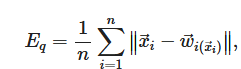 $E_q = \frac{1}{n} \sum_{i=1}^{n} \left\| \vec{x}_i - \vec{w}_{i(\vec{x}_i)} \right\|,$